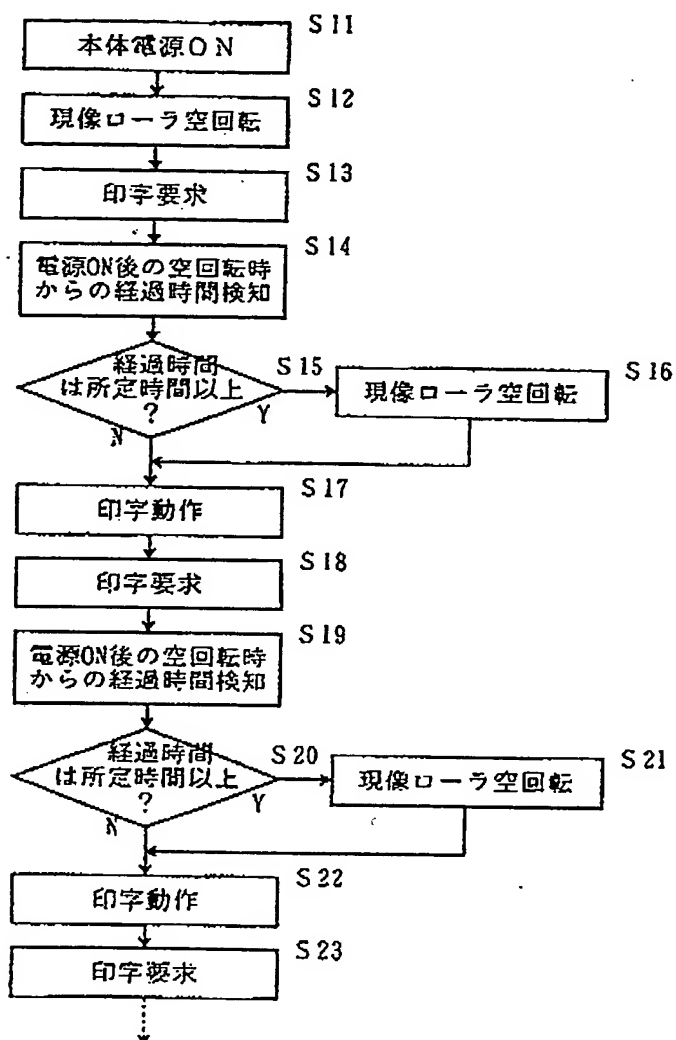 S11
本体電源ON
S12
現像ローラ空回転
S13
印字要求
S14
電源ON後の空回転時
からの経過時間検知
経過時間
は所定時間以上
?
S15
Y
N
S16
現像ローラ空回転
S17
印字動作
S18
印字要求
S19
電源ON後の空回転時
からの経過時間検知
経過時間
は所定時間以上
?
S20
Y
N
S21
現像ローラ空回転
S22
印字動作
S23
印字要求